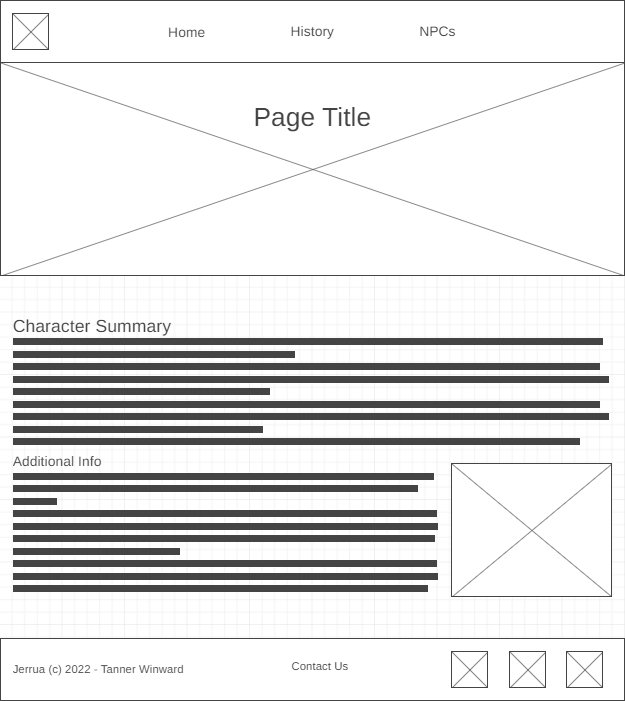 Home
History
NPCs
Page Title
Character Summary
Additional Info
Jerrua (c) 2022 - Tanner Winward
Contact Us